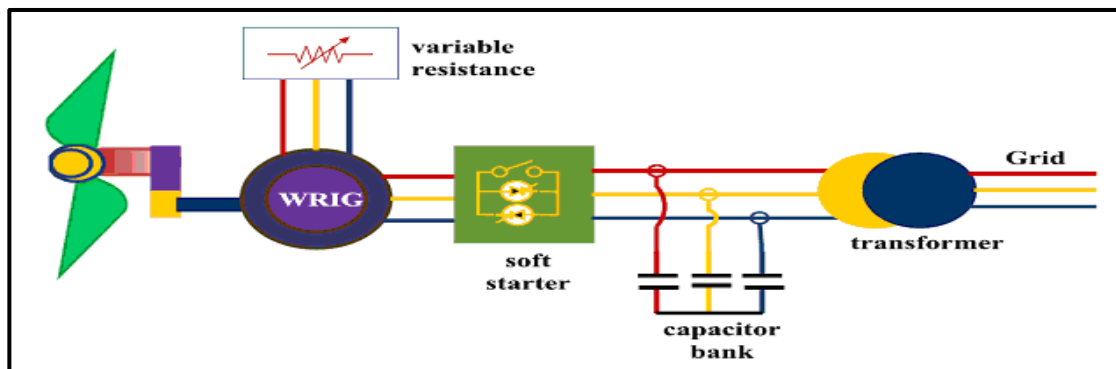 variable
resistance
WRIG
Grid
transformer
soft
starter
capacitor
bank